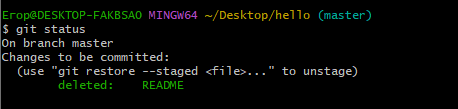 Erop@DESKTOP-FAKBSAO MINGW64 ~/Desktop/hello (master)
$ git status
On branch master
Changes to be committed:
  (use "git restore --staged <file>..." to unstage)
        deleted:    README